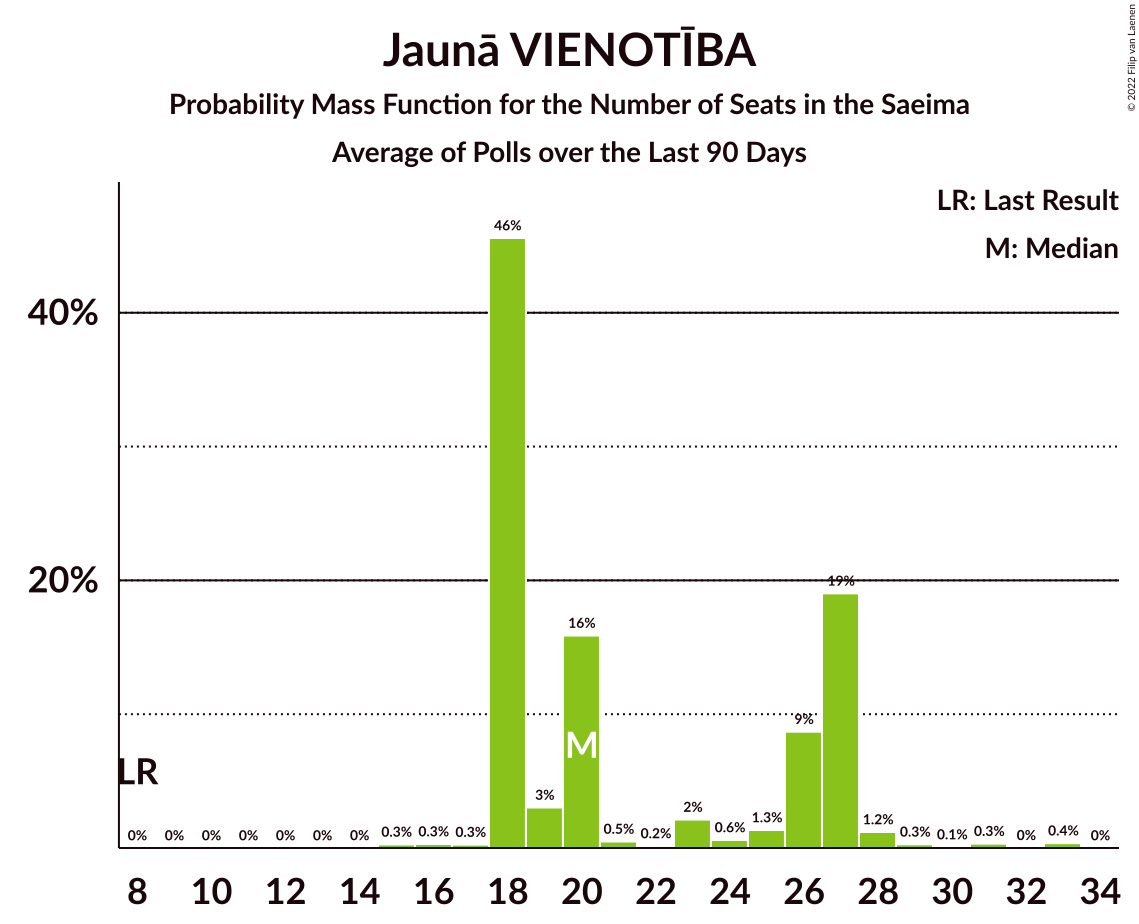 Jaunā VIENOTĪBA
Probability Mass Function for the Number of Seats in the Saeima
Average of Polls over the Last 90 Days
© 2022 Filip van Laenen
LR: Last Result
M: Median
46%
40%
20%
19%
16%
9%
M
LR
3%
2%
1.3%
1.2%
0% 0% 0% 0% 0% 0% 0% 0.3% 0.3% 0.3% 0.5% 0.2% 0.6% 0.3% 0.1% 0.3% 0% 0.4% 0%
8 10 12 14 16 18 20 22 24 26 28 30 32 34